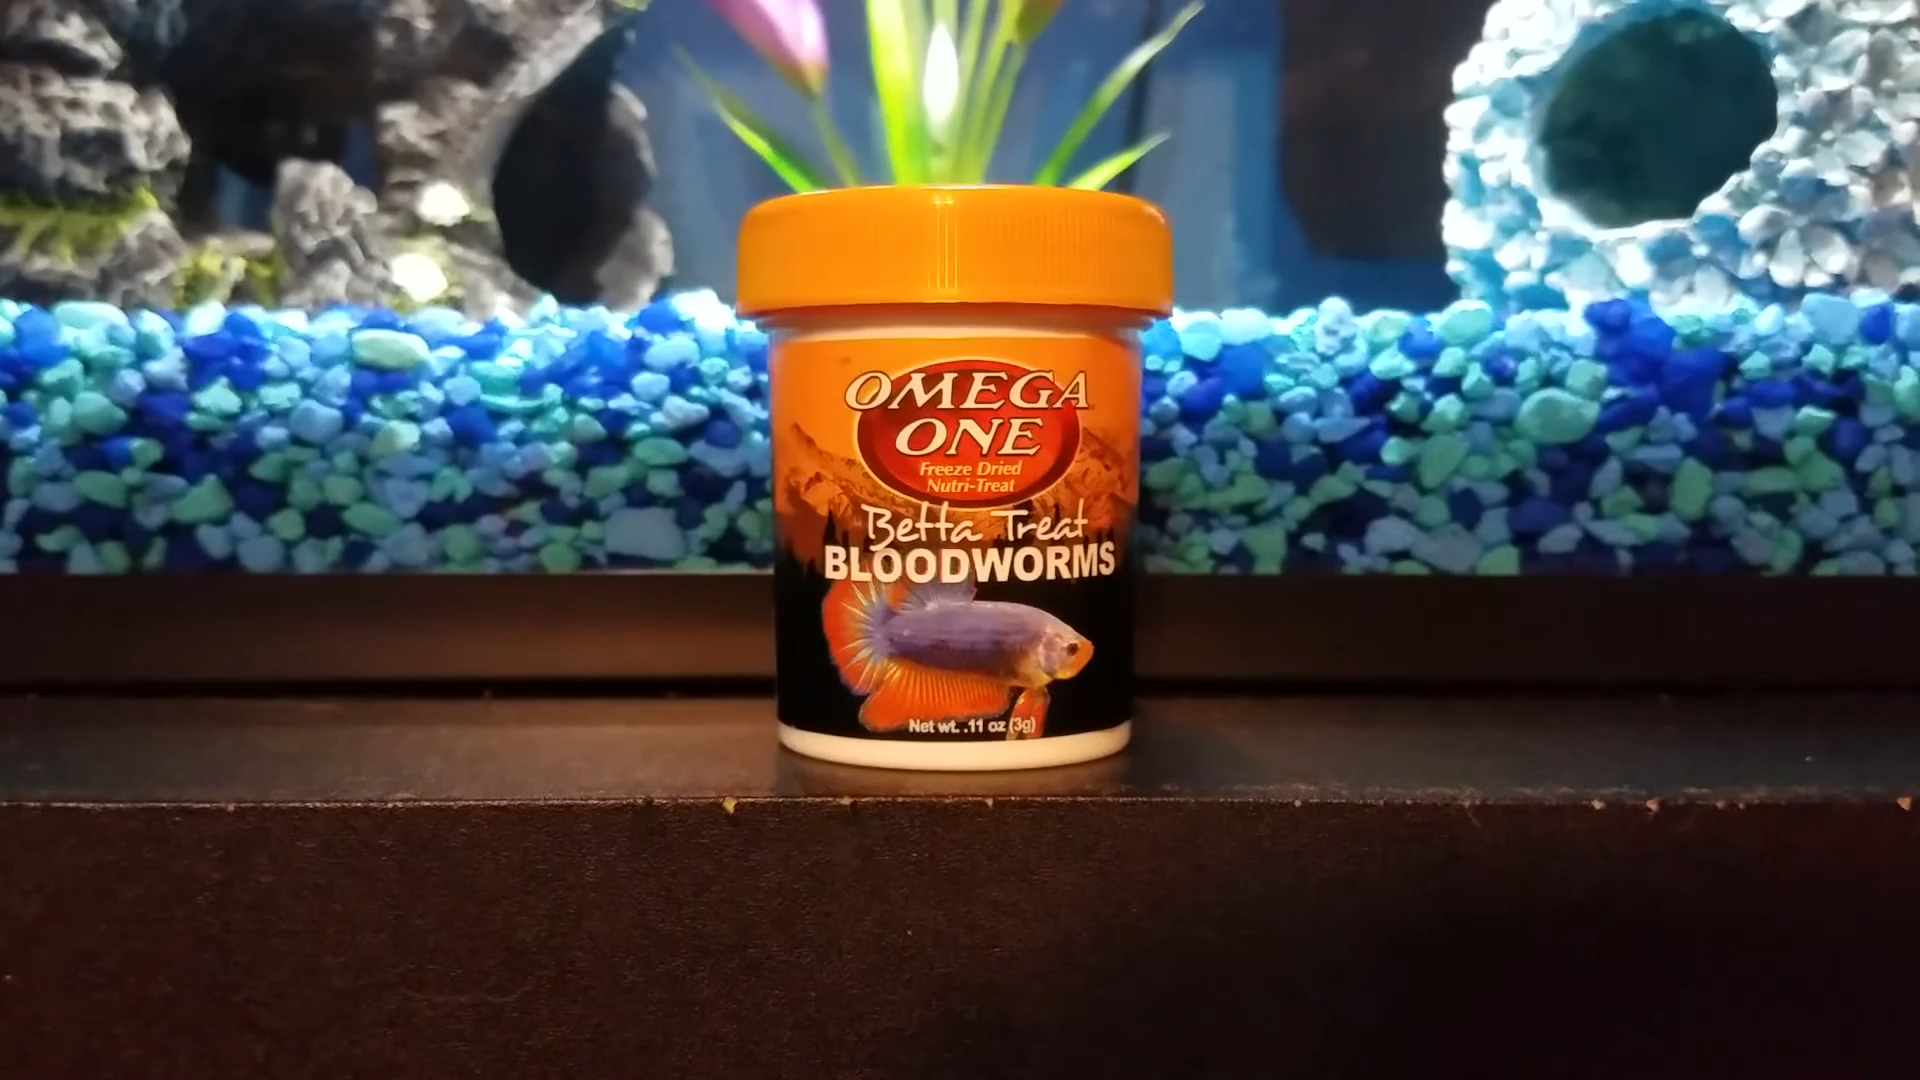 OMEGA
ONE
Freeze Dried
Nutri-Treat
Betta Treat
BLOODWORMS
Net wt. .11 oz (3g)